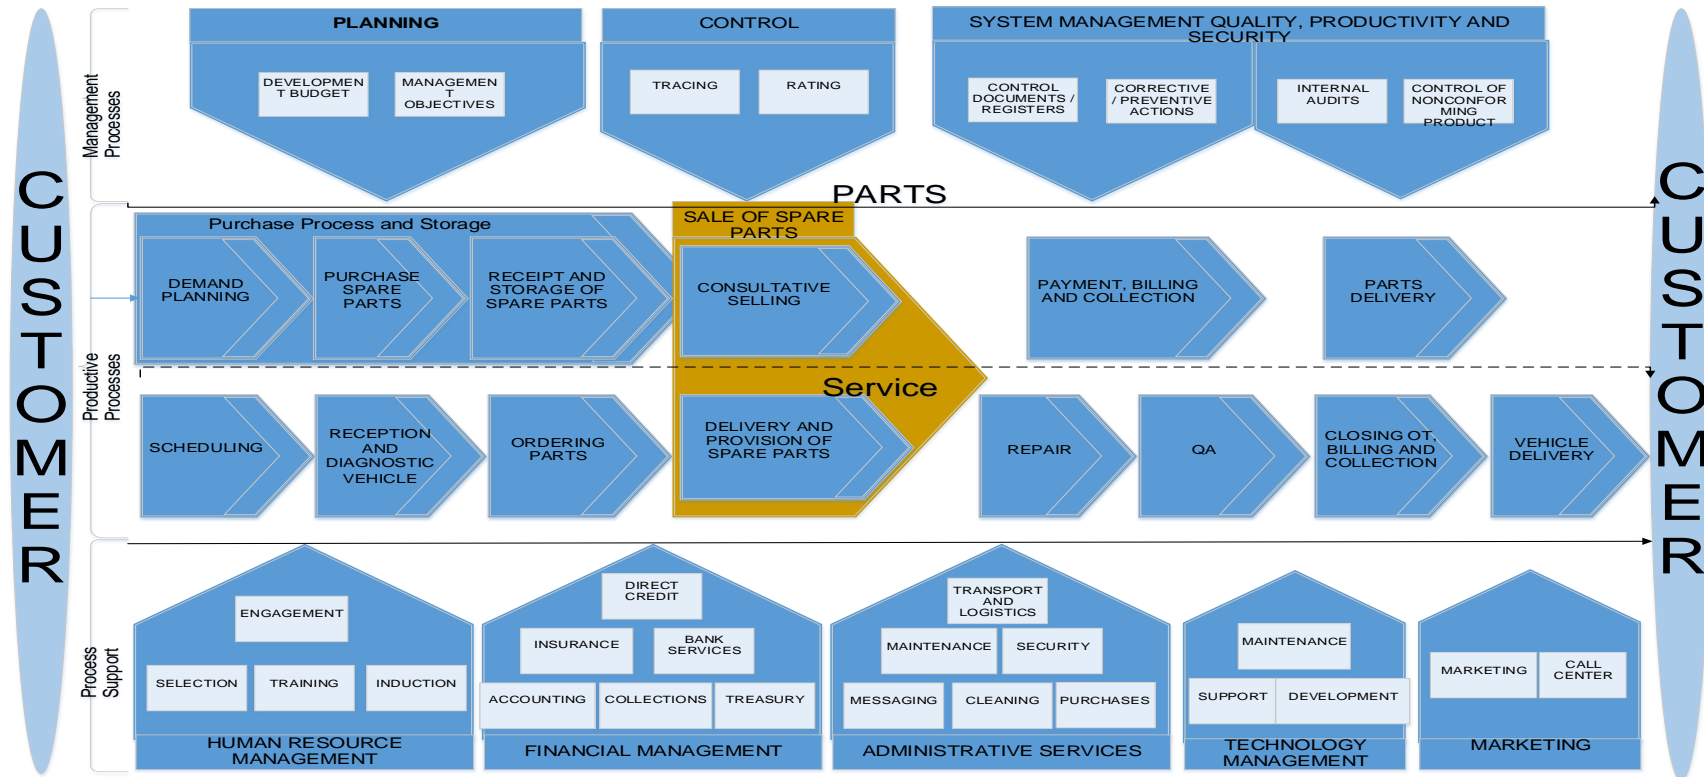 CUSTOMER
Management
Processes
PLANNING
DEVELOPMEN
T BUDGET
MANAGEMEN
T
OBJECTIVES
CONTROL
TRACING
RATING
SYSTEM MANAGEMENT QUALITY, PRODUCTIVITY AND
SECURITY
CONTROL
DOCUMENTS /
REGISTERS
CORRECTIVE
/ PREVENTIVE
ACTIONS
INTERNAL
AUDITS
CONTROL OF
NONCONFOR
MING
PRODUCT
Productive
Processes
PARTS
Purchase Process and Storage
DEMAND
PLANNING
PURCHASE
SPARE
PARTS
RECEIPT AND
STORAGE OF
SPARE PARTS
SALE OF SPARE
PARTS
CONSULTATIVE
SELLING
PAYMENT, BILLING
AND COLLECTION
PARTS
DELIVERY
Service
SCHEDULING
RECEPTION
AND
DIAGNOSTIC
VEHICLE
ORDERING
PARTS
DELIVERY AND
PROVISION OF
SPARE PARTS
REPAIR
QA
CLOSING OT,
BILLING AND
COLLECTION
VEHICLE
DELIVERY
Process
Support
ENGAGEMENT
SELECTION
TRAINING
INDUCTION
HUMAN RESOURCE
MANAGEMENT
DIRECT
CREDIT
INSURANCE
BANK
SERVICES
ACCOUNTING
COLLECTIONS
TREASURY
FINANCIAL MANAGEMENT
TRANSPORT
AND
LOGISTICS
MAINTENANCE
SECURITY
MESSAGING
CLEANING
PURCHASES
ADMINISTRATIVE SERVICES
MAINTENANCE
SUPPORT
DEVELOPMENT
TECHNOLOGY
MANAGEMENT
MARKETING
CALL
CENTER
MARKETING
CUSTOMER